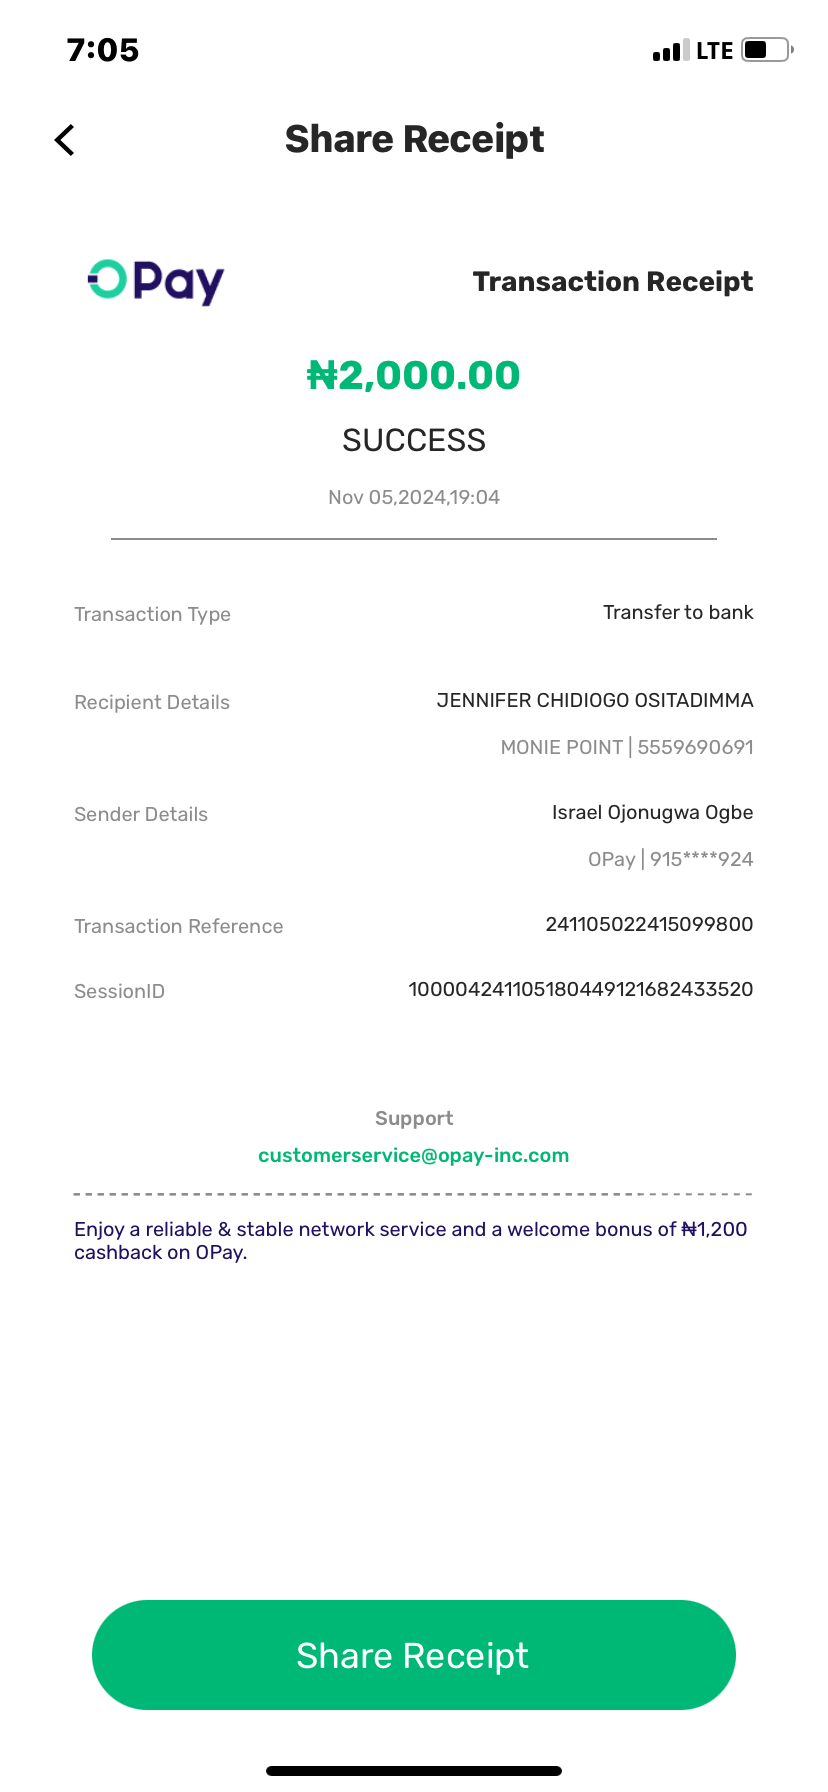 7:05 LTE
Share Receipt
OPay Transaction Receipt
₦2,000.00
SUCCESS
Nov 05,2024,19:04
Transaction Type Transfer to bank
Recipient Details JENNIFER CHIDIOGO OSITADIMMA
MONIE POINT | 5559690691
Sender Details Israel Ojonugwa Ogbe
OPay | 915****924
Transaction Reference 241105022415099800
SessionID 100004241105180449121682433520
Support
customerservice@opay-inc.com
Enjoy a reliable & stable network service and a welcome bonus of ₦1,200
cashback on OPay.
Share Receipt